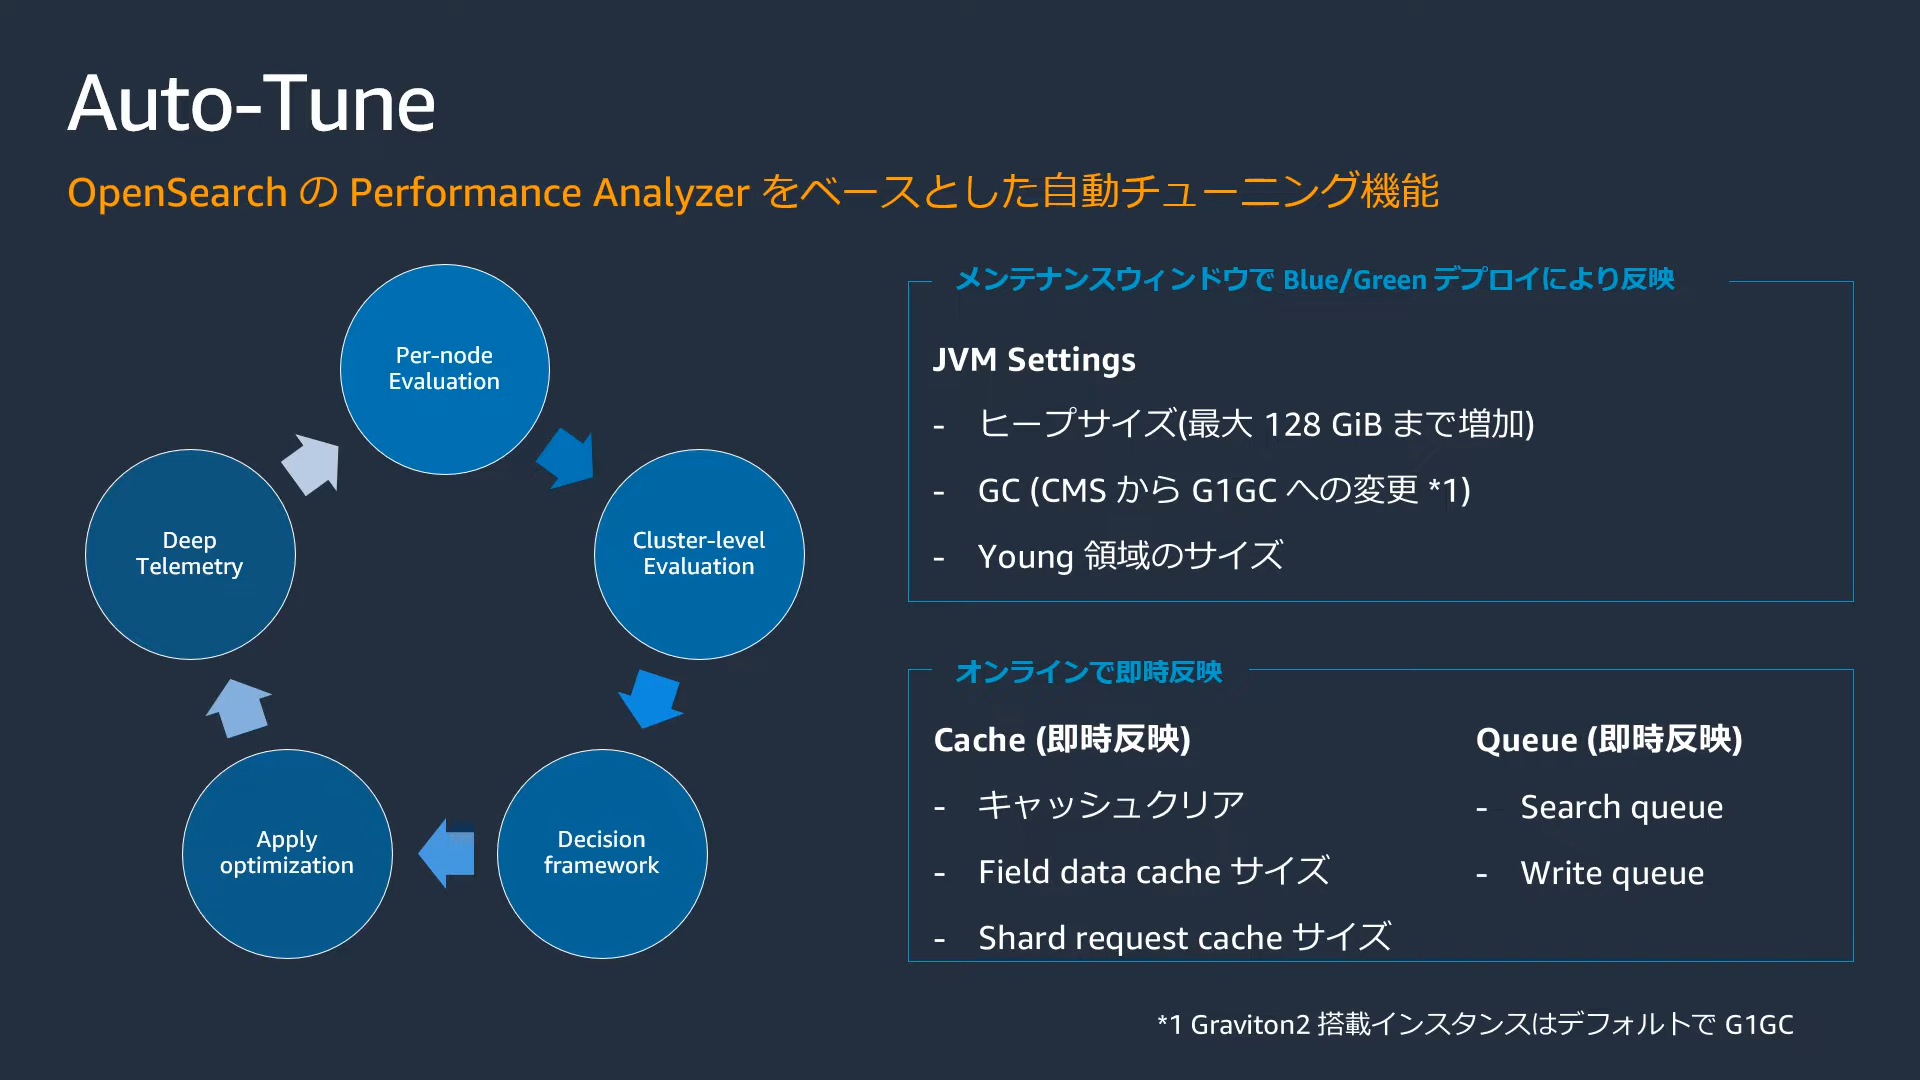 Auto-Tune
OpenSearch の Performance Analyzer をベースとした自動チューニング機能
Per-node
Evaluation
Cluster-level
Evaluation
Decision
framework
Apply
optimization
Deep
Telemetry
メンテナンスウィンドウで Blue/Green デプロイにより反映
JVM Settings
- ヒープサイズ(最大 128 GiB まで増加)
- GC (CMS から G1GC への変更 *1)
- Young 領域のサイズ
オンラインで即時反映
Cache (即時反映)
- キャッシュクリア
- Field data cache サイズ
- Shard request cache サイズ
Queue (即時反映)
- Search queue
- Write queue
*1 Graviton2 搭載インスタンスはデフォルトで G1GC